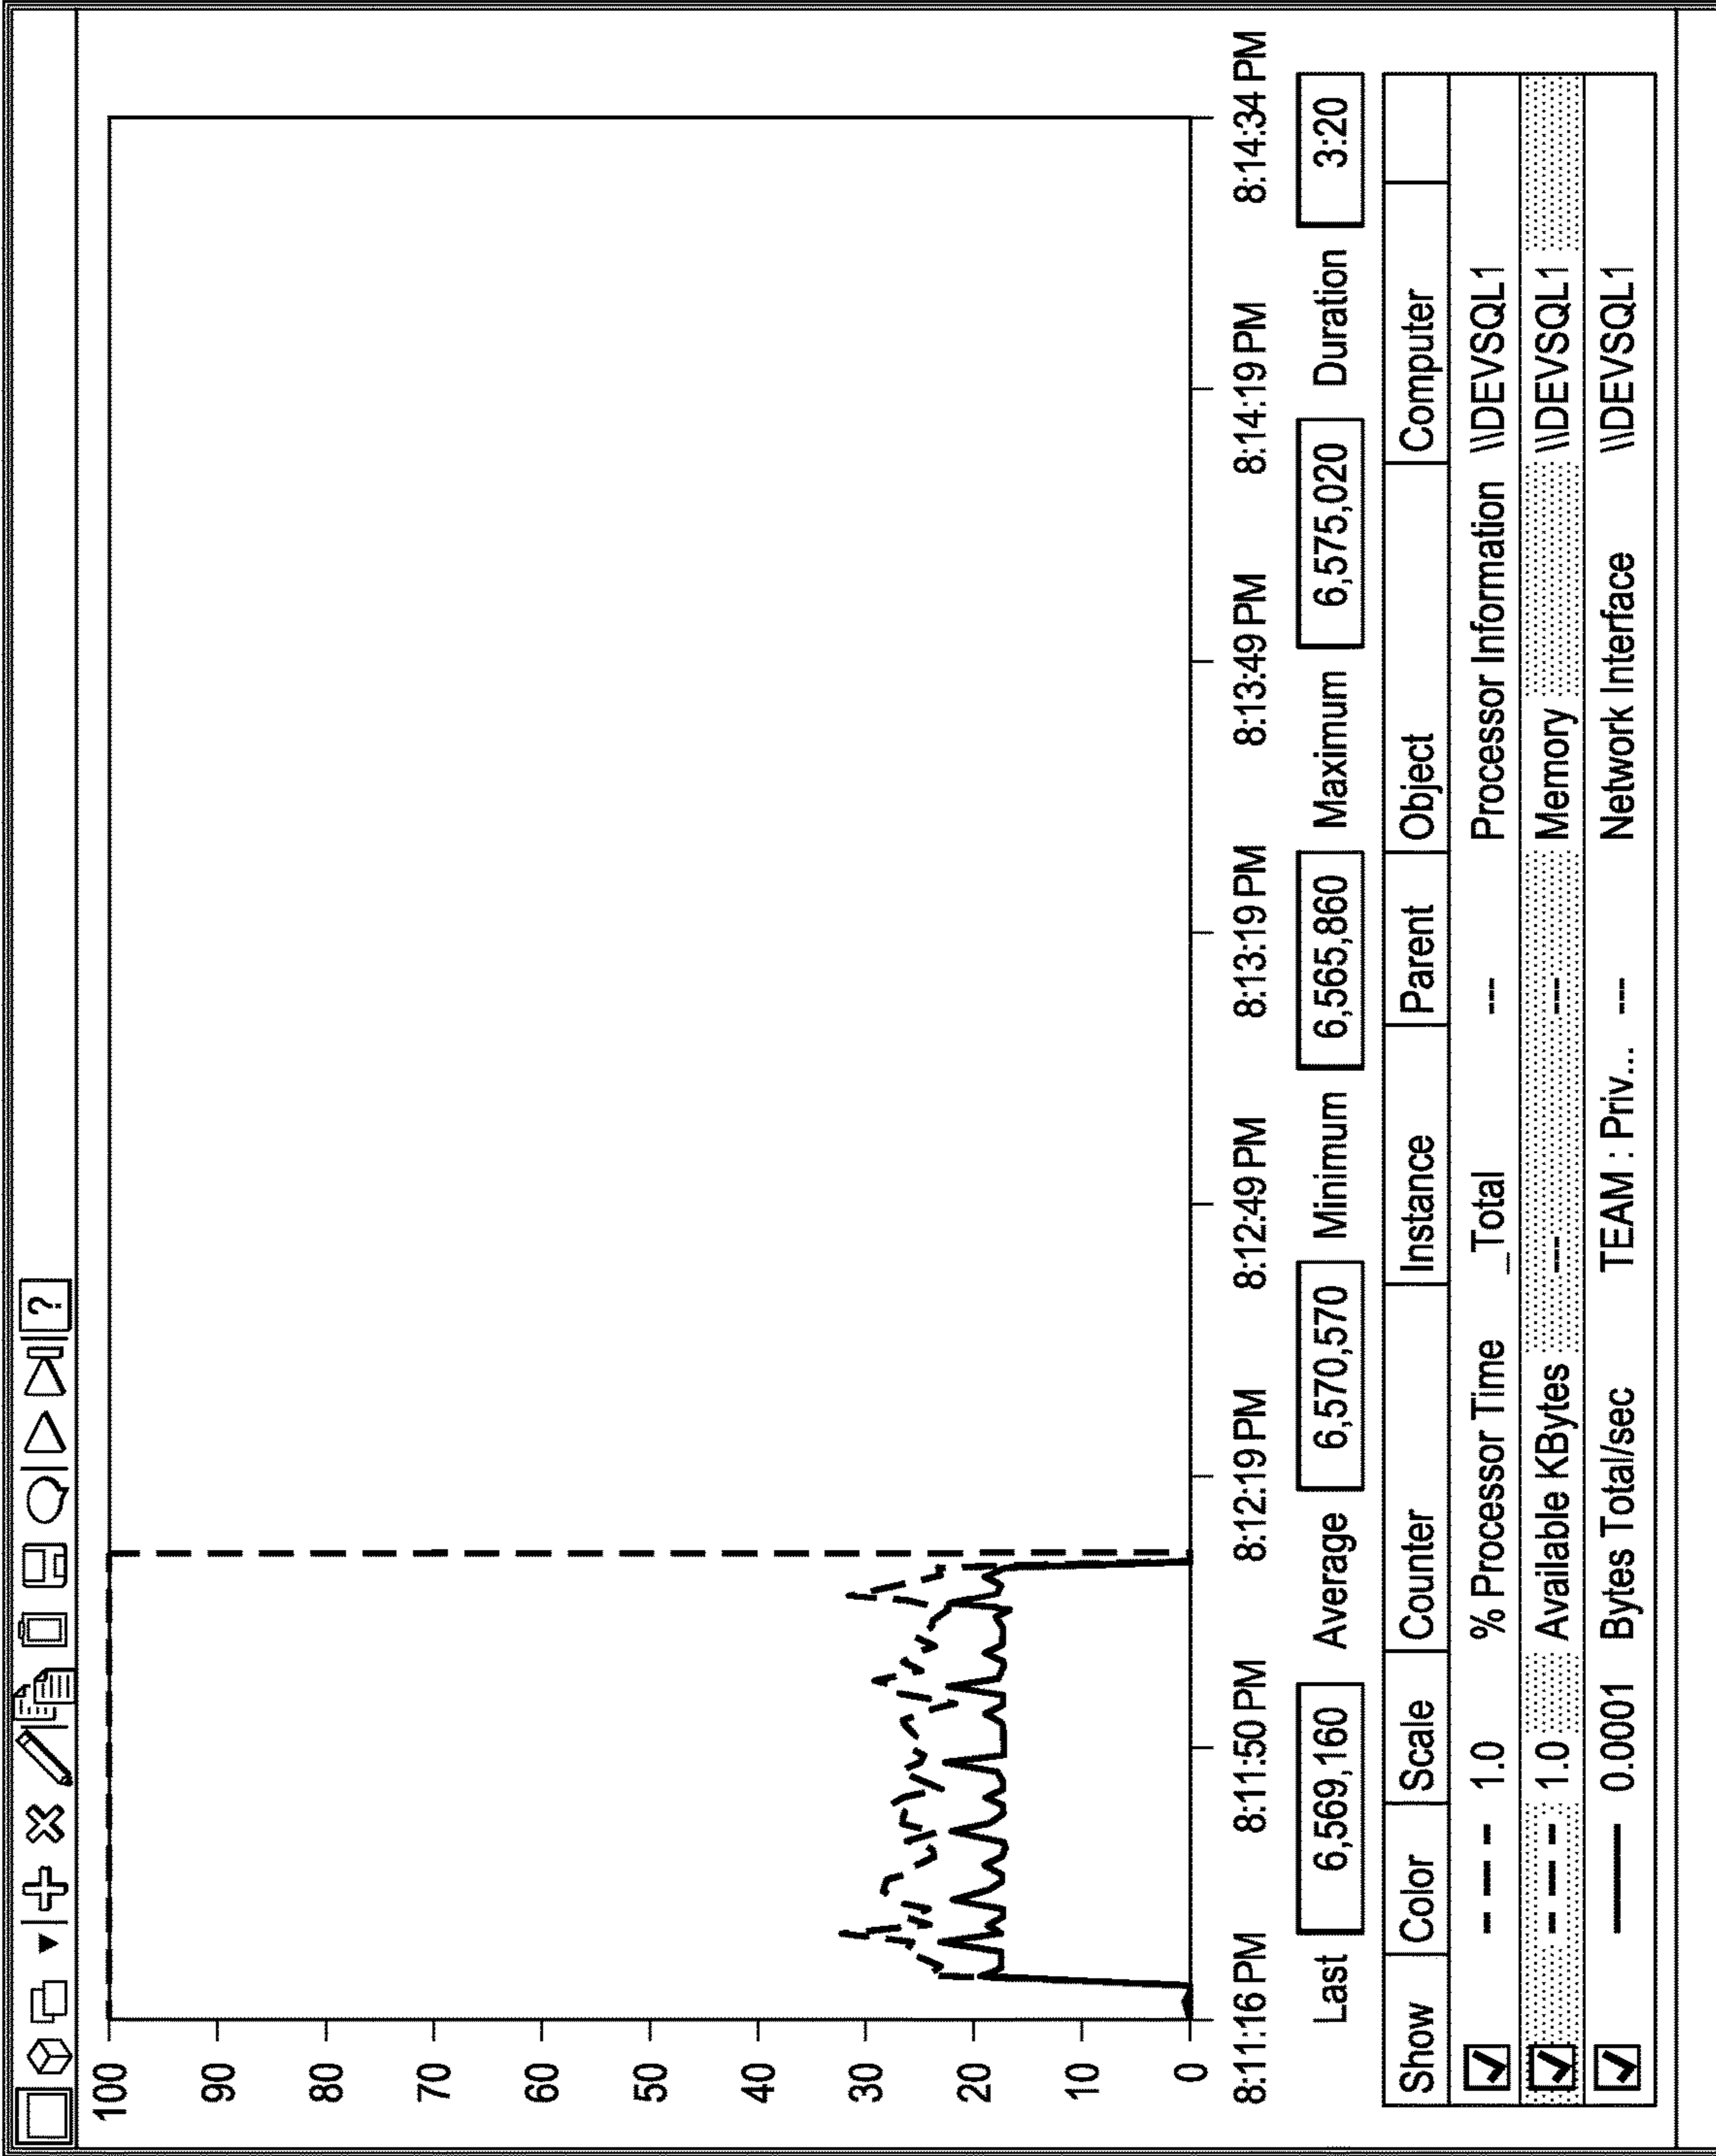 ?
100
90
80
70
60
50
40
30
20
10
0
8:11:16 PM 8:11:50 PM 8:12:19 PM 8:12:49 PM 8:13:19 PM 8:13:49 PM 8:14:19 PM 8:14:34 PM
Last 6,569,160 Average 6,570,570 Minimum 6,565,860 Maximum 6,575,020 Duration 3:20
Show Color Scale Counter Instance Parent Object Computer
1.0 % Processor Time _Total --- Processor Information \\\DEVSQL1
1.0 Available KBytes --- --- Memory \\\DEVSQL1
0.0001 Bytes Total/sec TEAM : Priv... --- Network Interface \\DEVSQL1